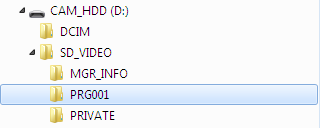 CAM_HDD (D:)
DCIM
SD_VIDEO
MGR_INFO
PRG001
PRIVATE